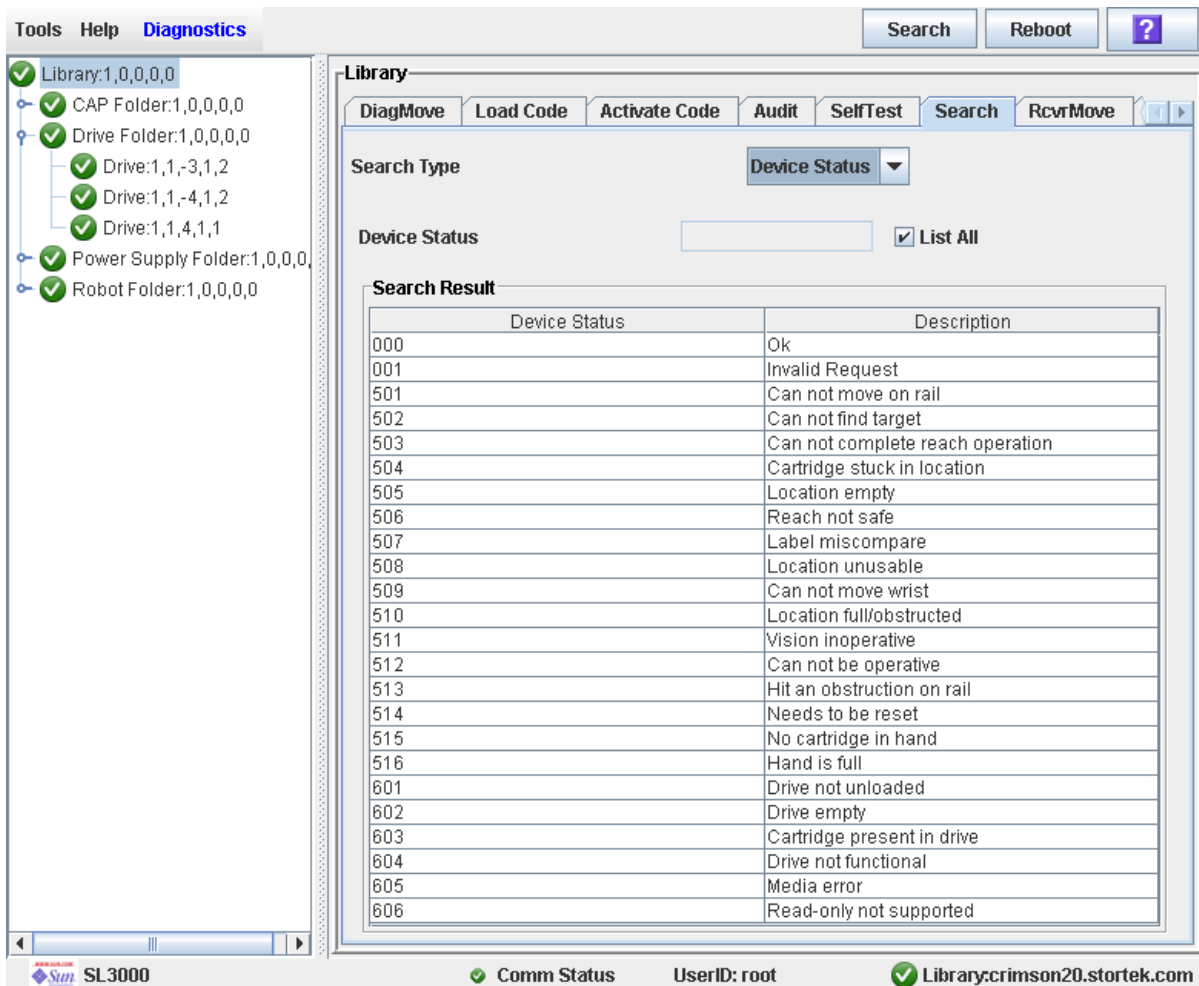 Tools Help Diagnostics
Search Reboot ?
Library:1,0,0,0,0
CAP Folder:1,0,0,0,0
Drive Folder:1,0,0,0,0
Drive:1,1,-3,1,2
Drive:1,1,-4,1,2
Drive:1,1,4,1,1
Power Supply Folder:1,0,0,0,
Robot Folder:1,0,0,0,0
Library
DiagMove Load Code Activate Code Audit SelfTest Search RcvrMove
Search Type Device Status
Device Status List All
Search Result
Device Status Description
000 Ok
001 Invalid Request
501 Can not move on rail
502 Can not find target
503 Can not complete reach operation
504 Cartridge stuck in location
505 Location empty
506 Reach not safe
507 Label miscompare
508 Location unusable
509 Can not move wrist
510 Location full/obstructed
511 Vision inoperative
512 Can not be operative
513 Hit an obstruction on rail
514 Needs to be reset
515 No cartridge in hand
516 Hand is full
601 Drive not unloaded
602 Drive empty
603 Cartridge present in drive
604 Drive not functional
605 Media error
606 Read-only not supported
Sun SL3000 Comm Status UserID: root Library:crimson20.stortek.com